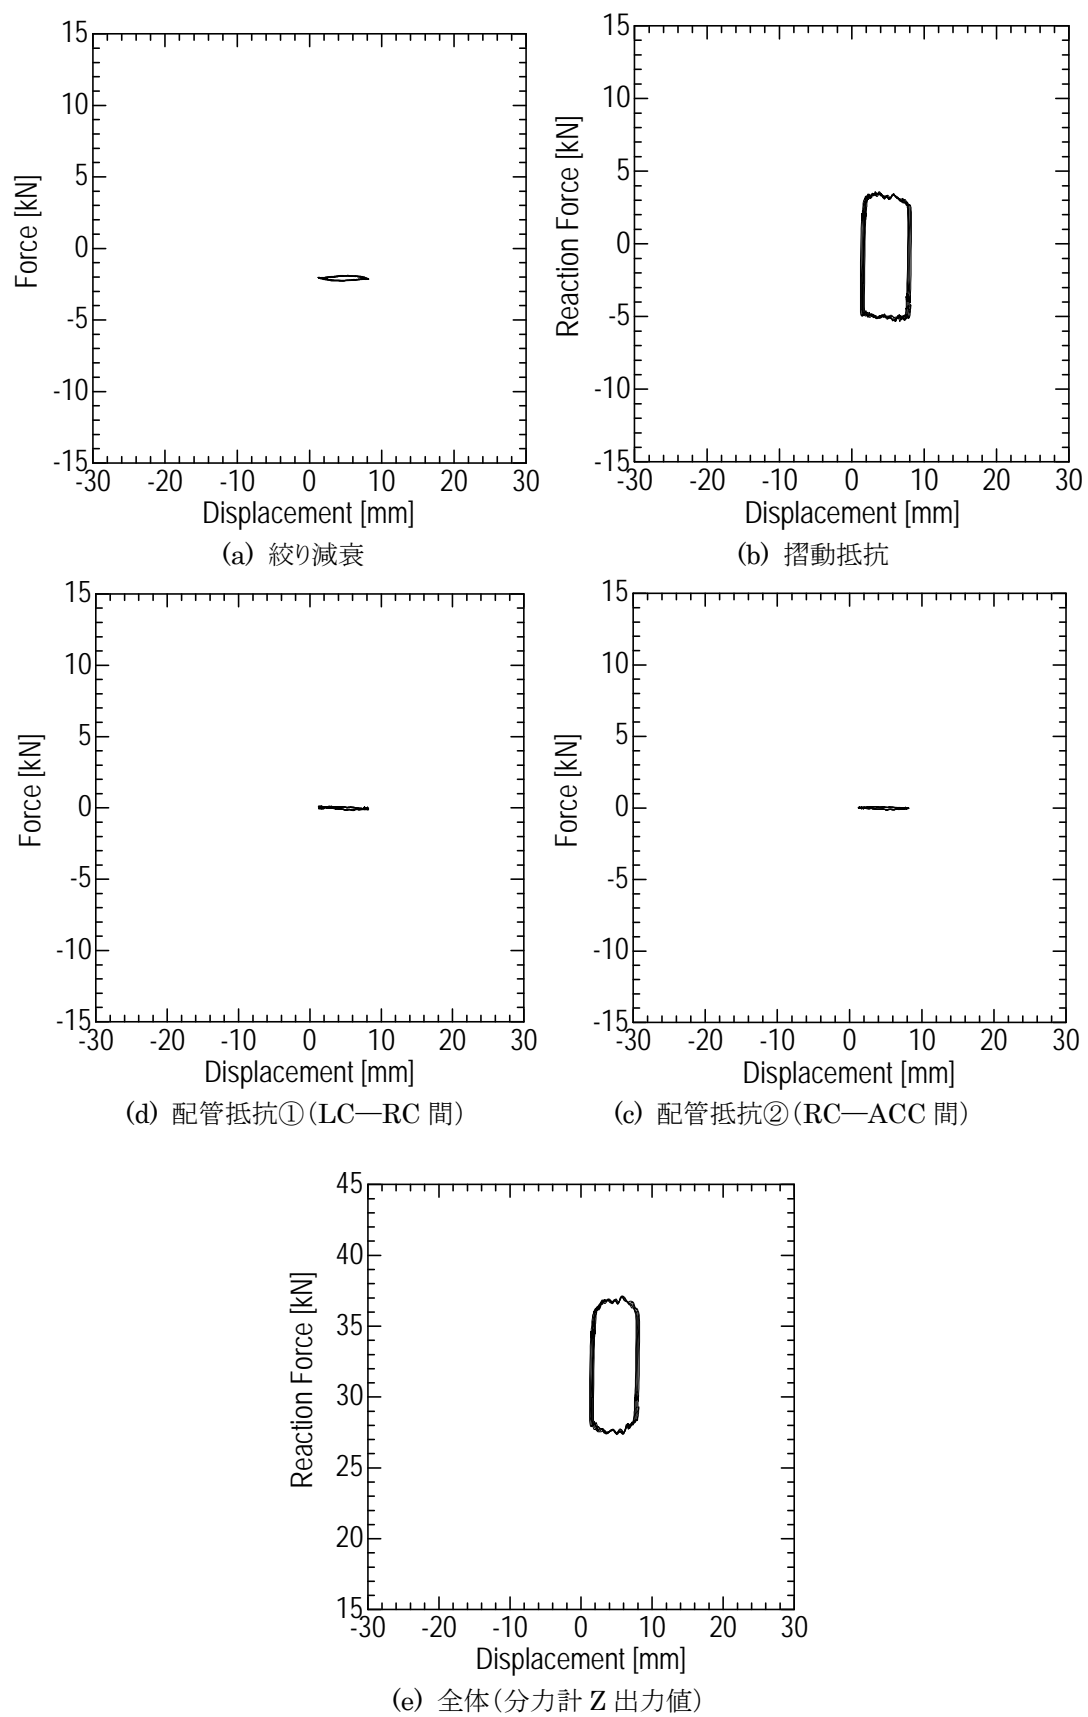 15
10
5
0
-5
-10
-15
-30 -20 -10 0 10 20 30
Force [kN]
Displacement [mm]
(a) 絞り減衰
15
10
5
0
-5
-10
-15
-30 -20 -10 0 10 20 30
Reaction Force [kN]
Displacement [mm]
(b) 摺動抵抗
15
10
5
0
-5
-10
-15
-30 -20 -10 0 10 20 30
Force [kN]
Displacement [mm]
(d) 配管抵抗①(LC―RC 間)
15
10
5
0
-5
-10
-15
-30 -20 -10 0 10 20 30
Force [kN]
Displacement [mm]
(c) 配管抵抗②(RC―ACC 間)
45
40
35
30
25
20
15
-30 -20 -10 0 10 20 30
Reaction Force [kN]
Displacement [mm]
(e) 全体(分力計 Z 出力値)